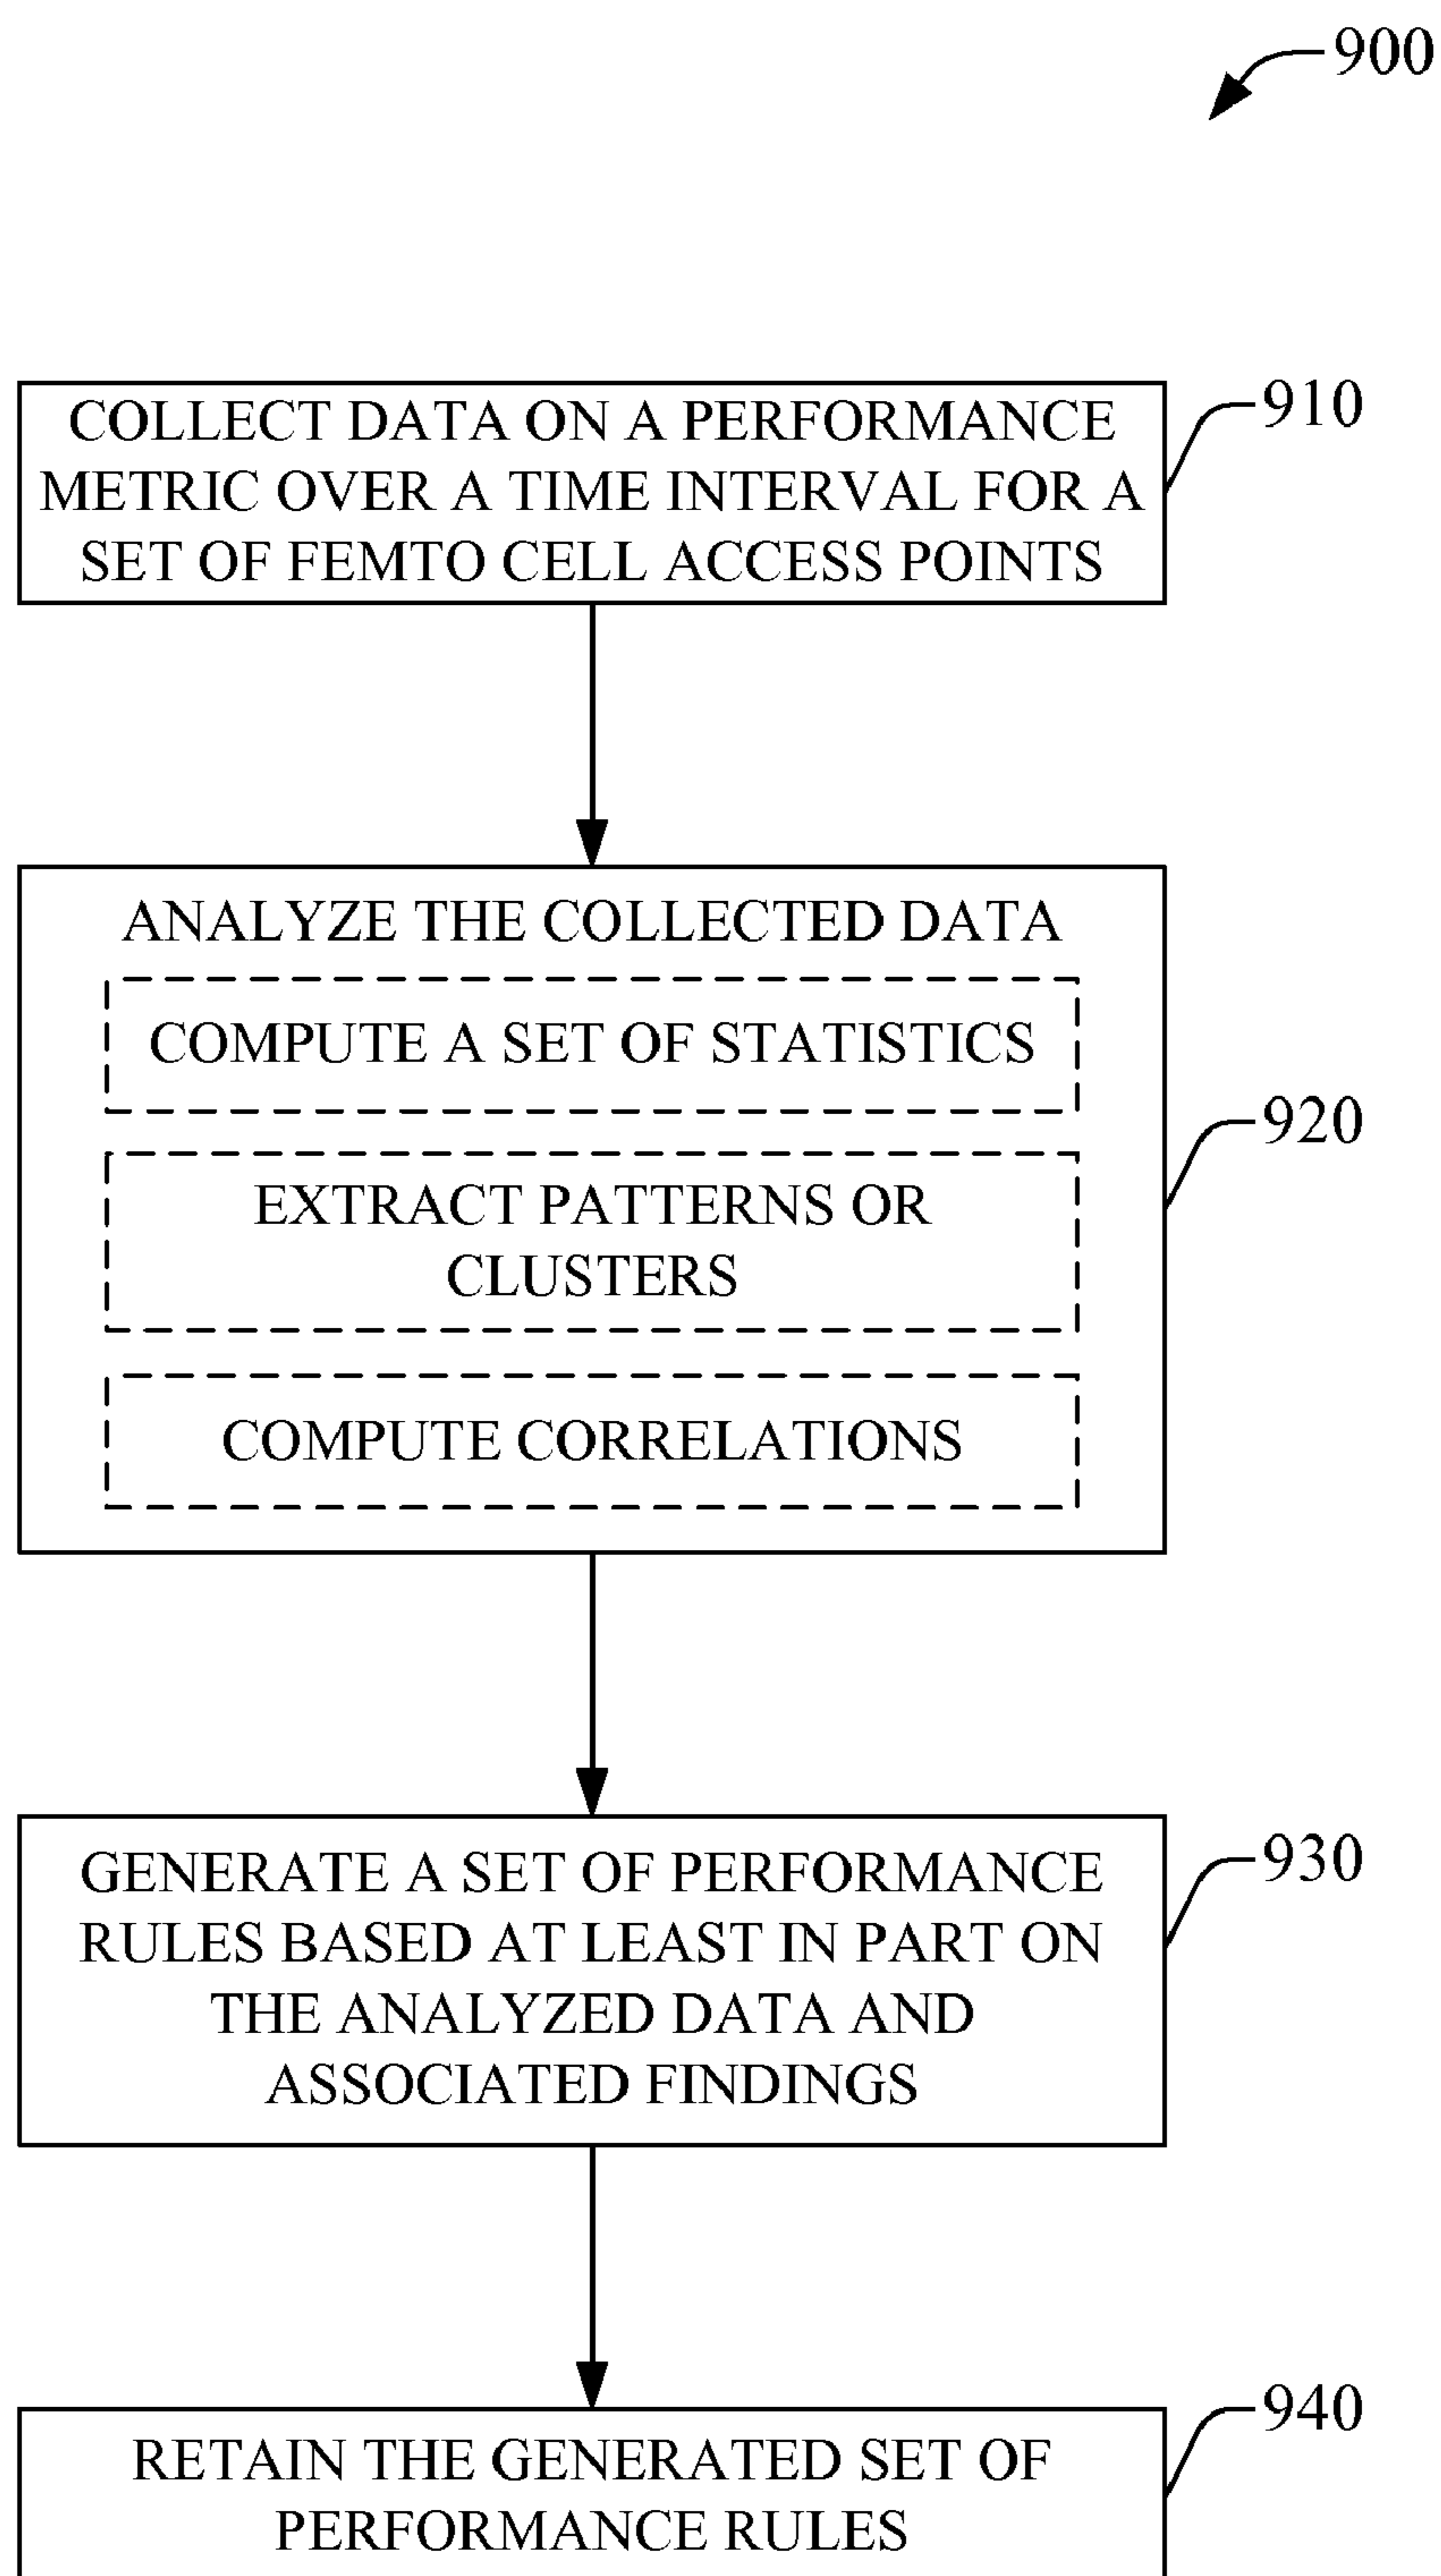 900
COLLECT DATA ON A PERFORMANCE
METRIC OVER A TIME INTERVAL FOR A
SET OF FEMTO CELL ACCESS POINTS
910
ANALYZE THE COLLECTED DATA
COMPUTE A SET OF STATISTICS
EXTRACT PATTERNS OR
CLUSTERS
COMPUTE CORRELATIONS
920
GENERATE A SET OF PERFORMANCE
RULES BASED AT LEAST IN PART ON
THE ANALYZED DATA AND
ASSOCIATED FINDINGS
930
RETAIN THE GENERATED SET OF
PERFORMANCE RULES
940